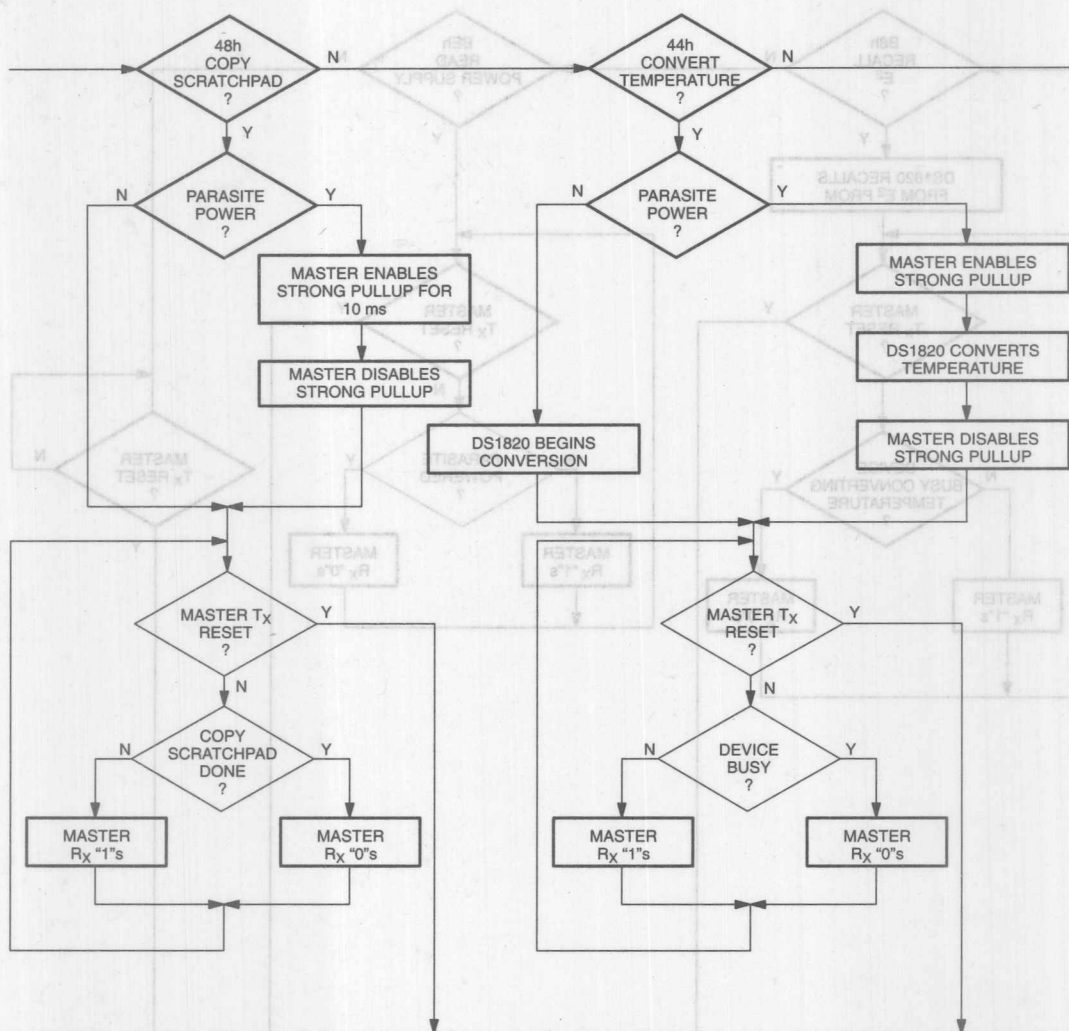 48h
COPY
SCRATCHPAD
?
N
Y
PARASITE
POWER
?
N
Y
MASTER ENABLES
STRONG PULLUP FOR
10 ms
MASTER DISABLES
STRONG PULLUP
MASTER TX
RESET
?
Y
N
COPY
SCRATCHPAD
DONE
?
N
Y
MASTER
RX “1”s
MASTER
RX “0”s
44h
CONVERT
TEMPERATURE
?
N
Y
PARASITE
POWER
?
N
Y
MASTER ENABLES
STRONG PULLUP
DS1820 CONVERTS
TEMPERATURE
MASTER DISABLES
STRONG PULLUP
DS1820 BEGINS
CONVERSION
MASTER TX
RESET
?
Y
N
DEVICE
BUSY
?
N
Y
MASTER
RX “1”s
MASTER
RX “0”s